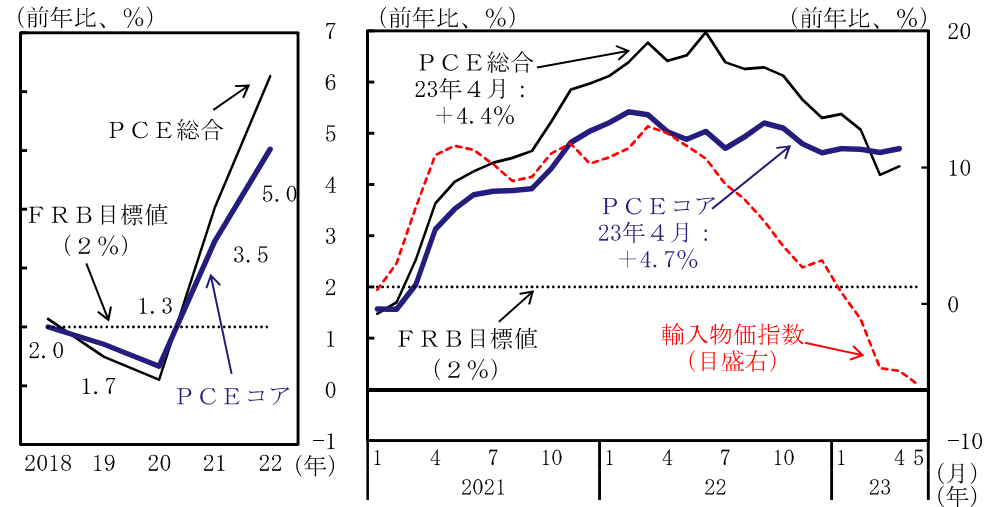 (前年比、%)
ＰＣＥ総合
5.0
ＦＲＢ目標値
(２%)
3.5
1.3
2.0
1.7
ＰＣＥコア
2018 19 20 21 22 (年)
(前年比、%) (前年比、%)
7
6
5
4
3
2
1
0
-1
20
10
0
-10
ＰＣＥ総合
23年４月：
＋4.4%
ＰＣＥコア
23年４月：
＋4.7%
ＦＲＢ目標値
(２%)
輸入物価指数
(目盛右)
1 4 7 10 1 4 7 10 1 4 5 (月)
2021 22 23 (年)